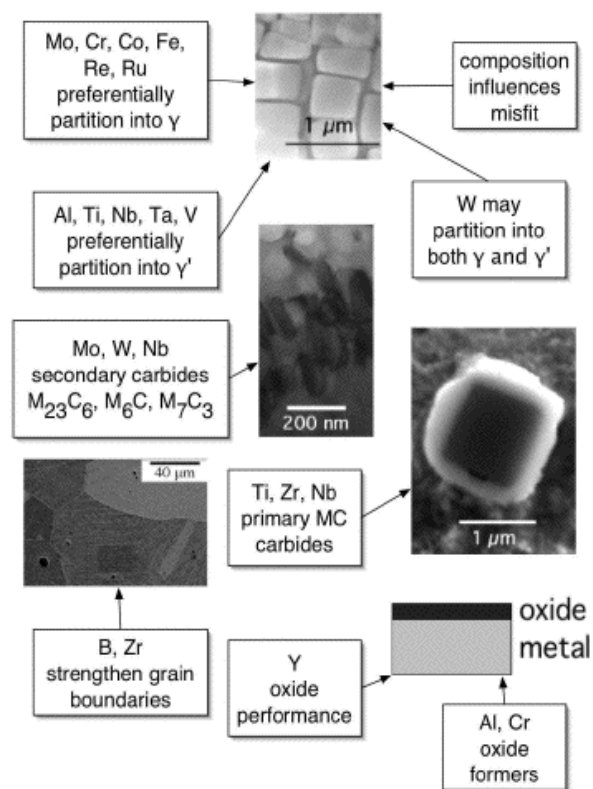 Mo, Cr, Co, Fe,
Re, Ru
preferentially
partition into γ
1 μm
composition
influences
misfit
Al, Ti, Nb, Ta, V
preferentially
partition into γ'
W may
partition into
both γ and γ'
Mo, W, Nb
secondary carbides
M23C6, M6C, M7C3
200 nm
40 μm
Ti, Zr, Nb
primary MC
carbides
1 μm
B, Zr
strengthen grain
boundaries
Y
oxide
performance
oxide
metal
Al, Cr
oxide
formers